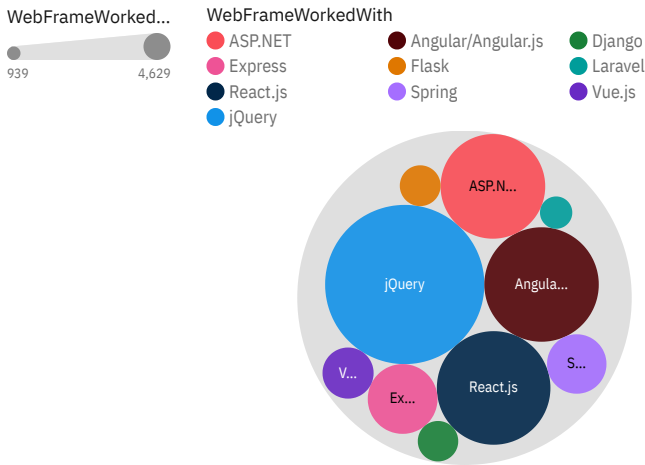 WebFrameWorked...
939
4,629
WebFrameWorkedWith
ASP.NET
Angular/Angular.js
Django
Express
Flask
Laravel
React.js
Spring
Vue.js
jQuery
ASP.N...
jQuery
Angula...
V...
Ex...
React.js
S...